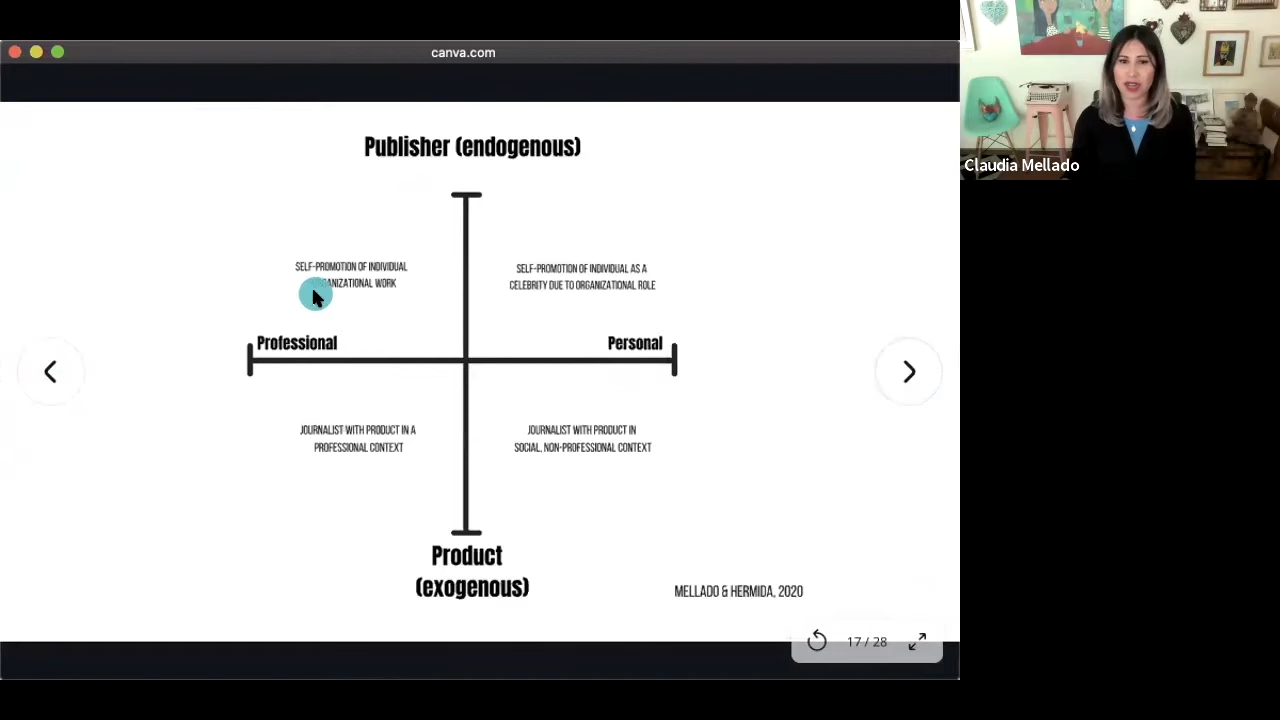 canva.com
Claudia Mellado
Publisher (endogenous)
SELF-PROMOTION OF INDIVIDUAL
WORK
SELF-PROMOTION OF INDIVIDUAL AS A
CELEBRITY DUE TO ORGANIZATIONAL ROLE
Professional
Personal
JOURNALIST WITH PRODUCT IN A
PROFESSIONAL CONTEXT
JOURNALIST WITH PRODUCT IN
SOCIAL, NON-PROFESSIONAL CONTEXT
Product
(exogenous)
MELLADO & HERMIDA, 2020
17 / 28